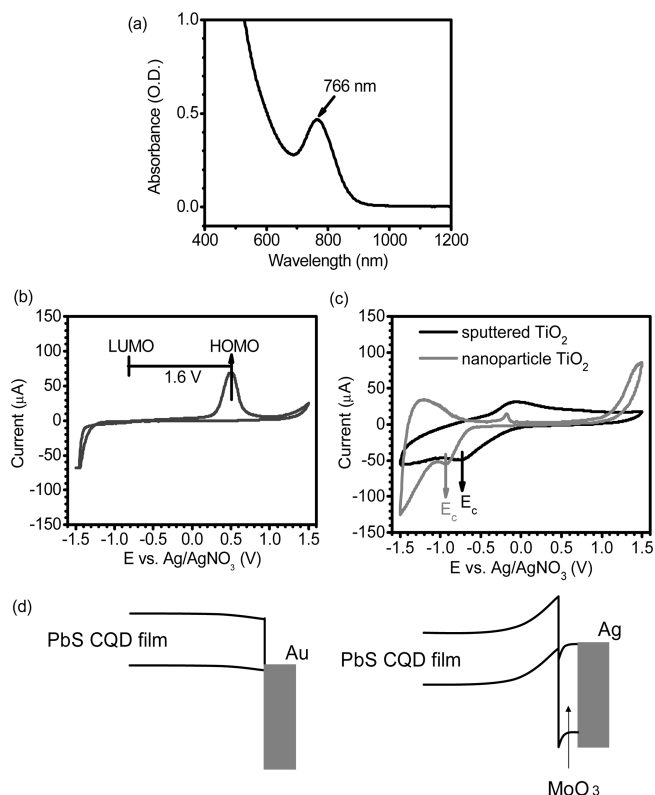 (a)
1.0
0.5
0.0
Absorbance (O.D.)
766 nm
400 600 800 1000 1200
Wavelength (nm)
(b)
150
100
50
0
-50
-100
-150
Current (μA)
LUMO HOMO
1.6 V
-1.5 -1.0 -0.5 0.0 0.5 1.0 1.5
E vs. Ag/AgNO3 (V)
(c)
150
100
50
0
-50
-100
-150
Current (μA)
sputtered TiO2
nanoparticle TiO2
Ec Ec
-1.5 -1.0 -0.5 0.0 0.5 1.0 1.5
E vs. Ag/AgNO3 (V)
(d)
PbS CQD film
Au
PbS CQD film
Ag
MoO3